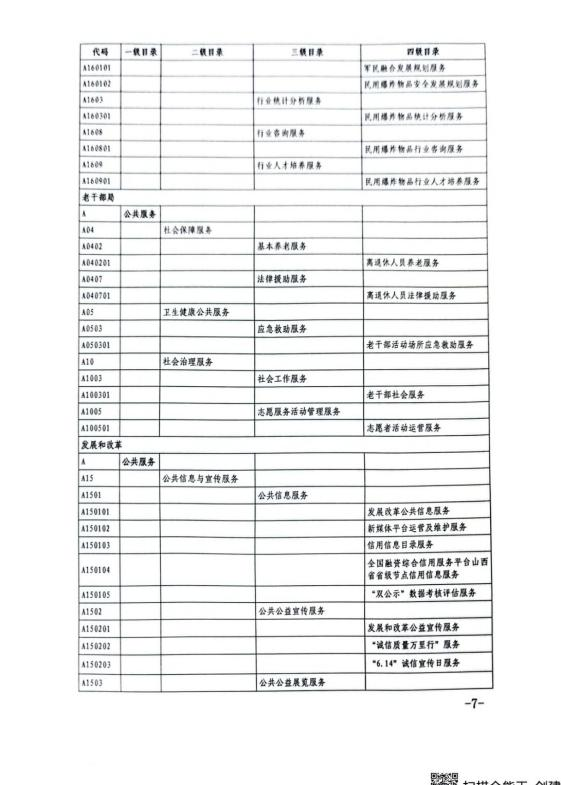 代码 一级目录 二级目录 三级目录 四级目录
A160101 军民融合发展规划服务
A160102 民用爆炸物品安全发展规划服务
A1603 行业统计分析服务
A160301 民用爆炸物品统计分析服务
A1608 行业咨询服务
A160801 民用爆炸物品行业咨询服务
A1609 行业人才培养服务
A160901 民用爆炸物品行业人才培养服务
老干部局
A 公共服务
A04 社会保障服务
A0402 基本养老服务
A040201 离退休人员养老服务
A0407 法律援助服务
A040701 离退休人员法律援助服务
A05 卫生健康公共服务
A0503 应急救助服务
A050301 老干部活动场所应急救助服务
A10 社会治理服务
A1003 社会工作服务
A100301 老干部社会服务
A1005 志愿服务活动管理服务
A100501 志愿者活动运营服务
发展和改革
A 公共服务
A15 公共信息与宣传服务
A1501 公共信息服务
A150101 发展改革公共信息服务
A150102 新媒体平台运营及维护服务
A150103 信用信息目录服务
A150104 全国融资综合信用服务平台山西
省省级节点信用信息服务
A150105 “双公示”数据考核评估服务
A1502 公共公益宣传服务
A150201 发展和改革公益宣传服务
A150202 “诚信质量万里行”服务
A150203 “6.14”诚信宣传日服务
A1503 公共公益展览服务
-7-